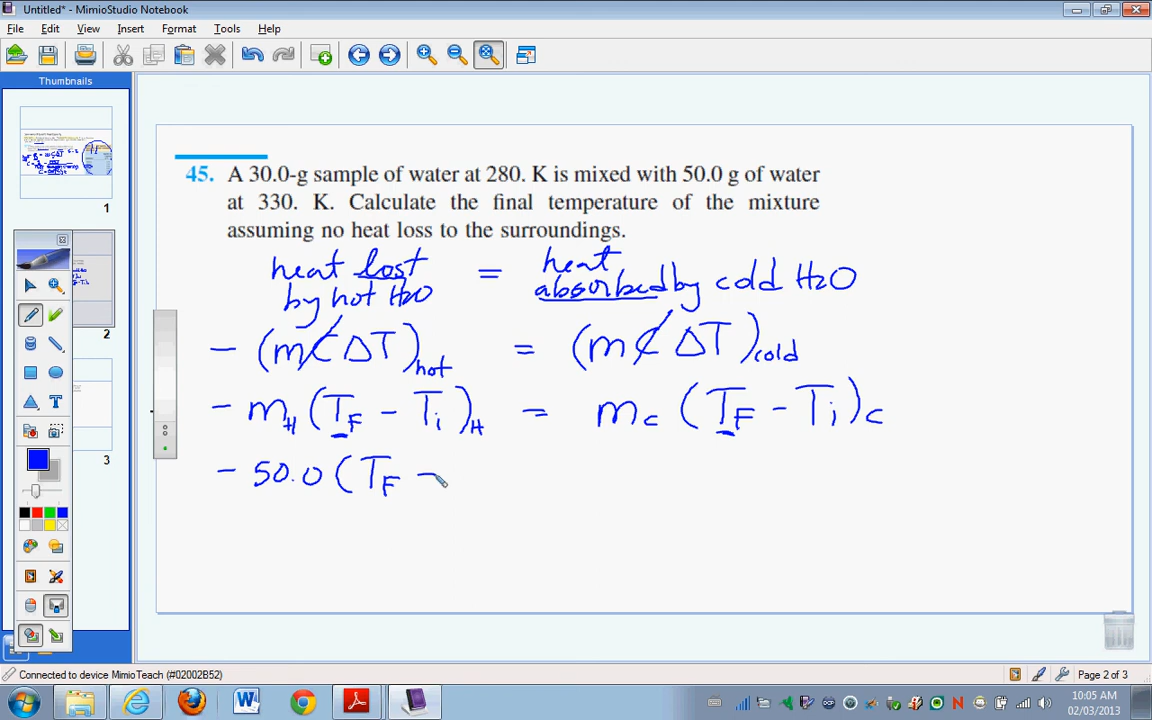 Untitled* - MimioStudio Notebook
File Edit View Insert Format Tools Help
Thumbnails
1
2
3
45. A 30.0-g sample of water at 280. K is mixed with 50.0 g of water
at 330. K. Calculate the final temperature of the mixture
assuming no heat loss to the surroundings.
heat lost = heat
by hot H2O absorbed by cold H2O
- (m C ΔT)hot = (m C ΔT)cold
- mH (TF - Ti)H = mC (TF - Ti)C
- 50.0 (TF -
Connected to device MimioTeach (#02002B52)
Page 2 of 3
10:05 AM
02/03/2013